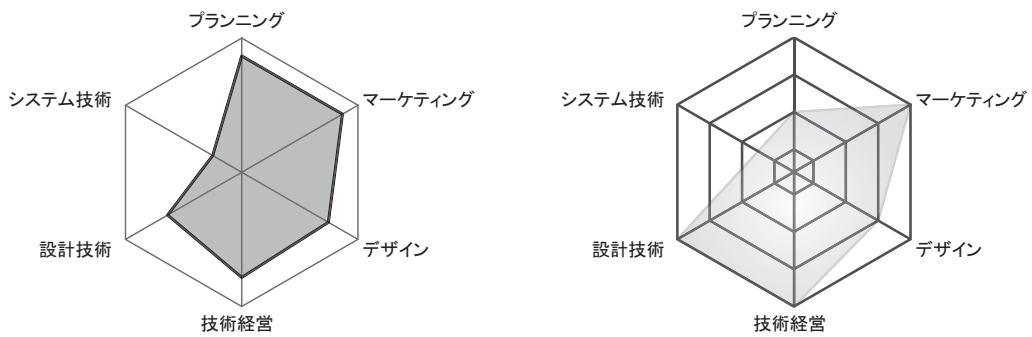 プランニング
システム技術
マーケティング
設計技術
デザイン
技術経営
プランニング
システム技術
マーケティング
設計技術
デザイン
技術経営